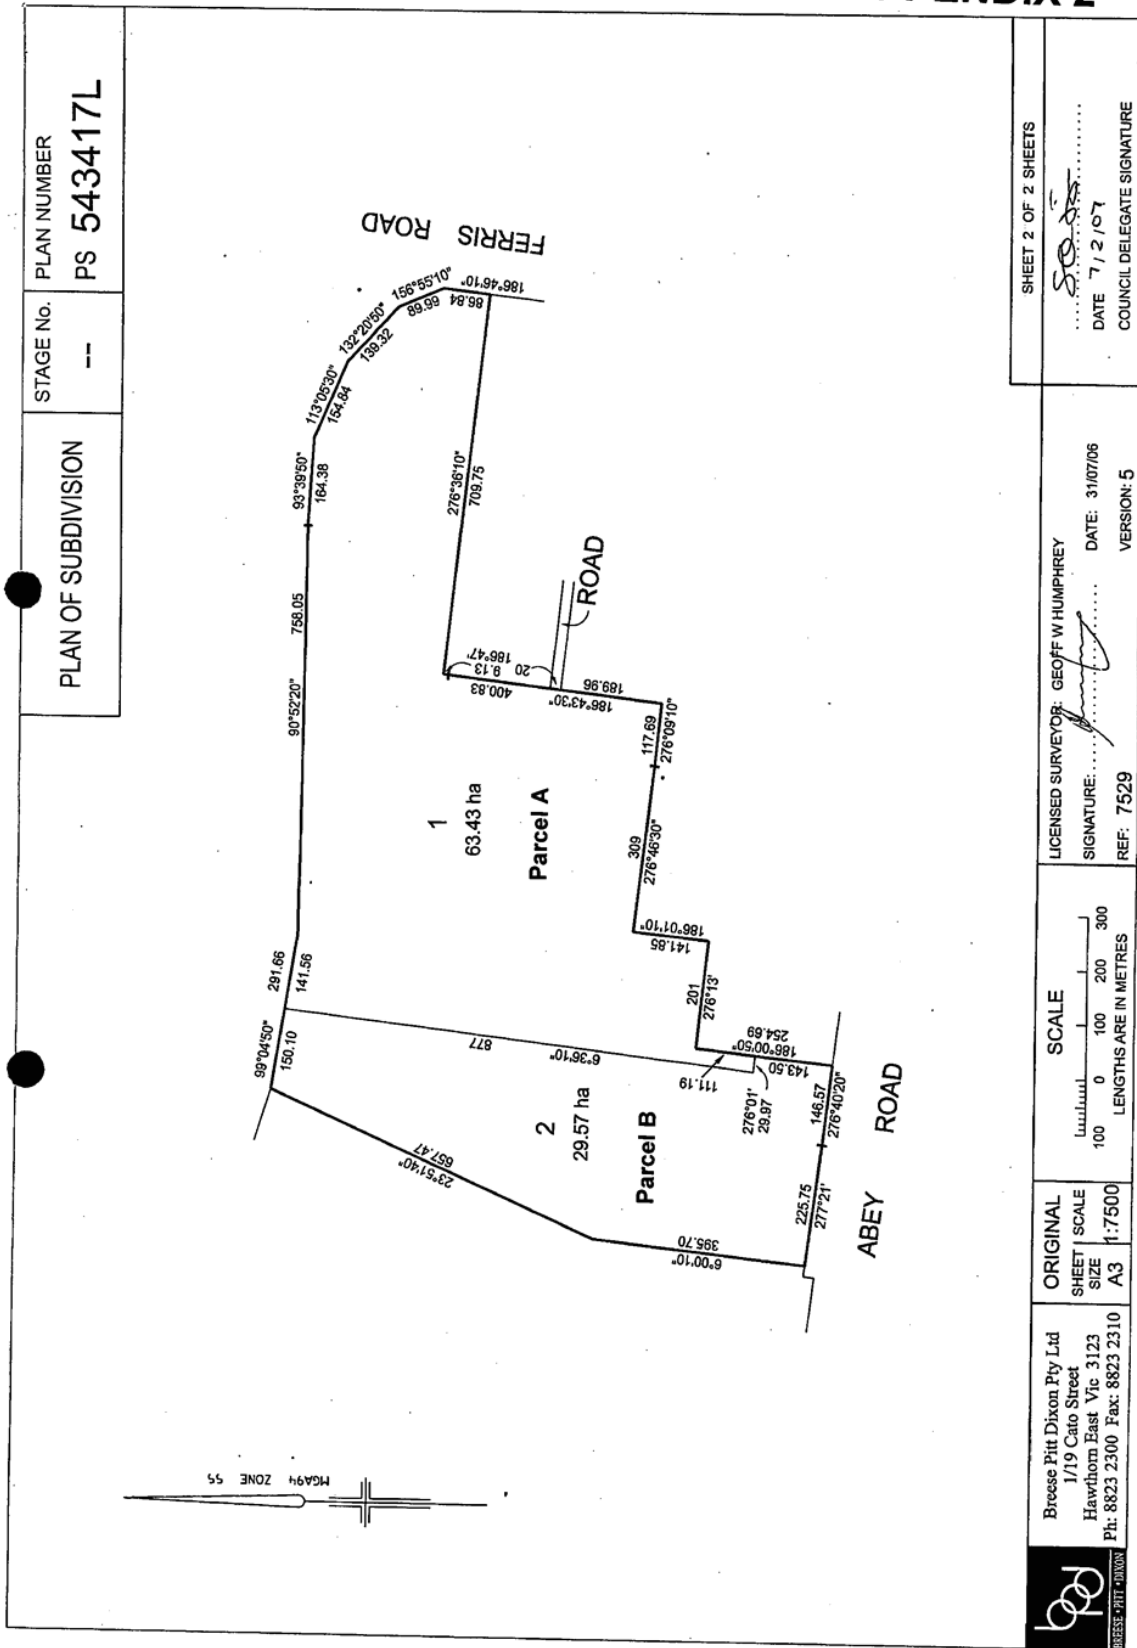 PENDIX 2
PLAN OF SUBDIVISION
STAGE No.
--
PLAN NUMBER
PS 543417L
MGA94 ZONE 55
FERRIS ROAD
99°04'50"
291.66
150.10
141.56
90°52'20"
758.05
93°39'50"
164.38
113°05'30"
154.84
132°20'50"
139.32
156°55'10"
89.99
86.84
186°46'10"
276°36'10"
709.75
9.13
186°47'
20
400.83
186°43'30"
189.96
ROAD
117.69
276°09'10"
309
276°46'30"
141.85
186°01'10"
201
276°13'
254.69
186°00'50"
143.50
111.19
276°01'
29.97
146.57
276°40'20"
225.75
277°21'
395.70
6°00'10"
657.47
23°51'40"
877
6°36'10"
1
63.43 ha
Parcel A
2
29.57 ha
Parcel B
ABEY ROAD
bpd
BREESE • PITT • DIXON
Breese Pitt Dixon Pty Ltd
1/19 Cato Street
Hawthorn East Vic 3123
Ph: 8823 2300 Fax: 8823 2310
ORIGINAL
SHEET SIZE
A3
SCALE
1:7500
SCALE
100 0 100 200 300
LENGTHS ARE IN METRES
LICENSED SURVEYOR: GEOFF W HUMPHREY
SIGNATURE:
DATE: 31/07/06
REF: 7529
VERSION: 5
SHEET 2 OF 2 SHEETS
DATE 7/2/07
COUNCIL DELEGATE SIGNATURE